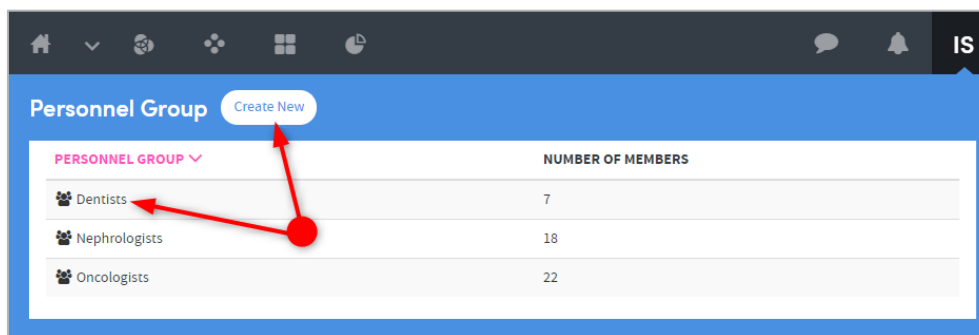 IS
Personnel Group Create New
PERSONNEL GROUP NUMBER OF MEMBERS
Dentists 7
Nephrologists 18
Oncologists 22